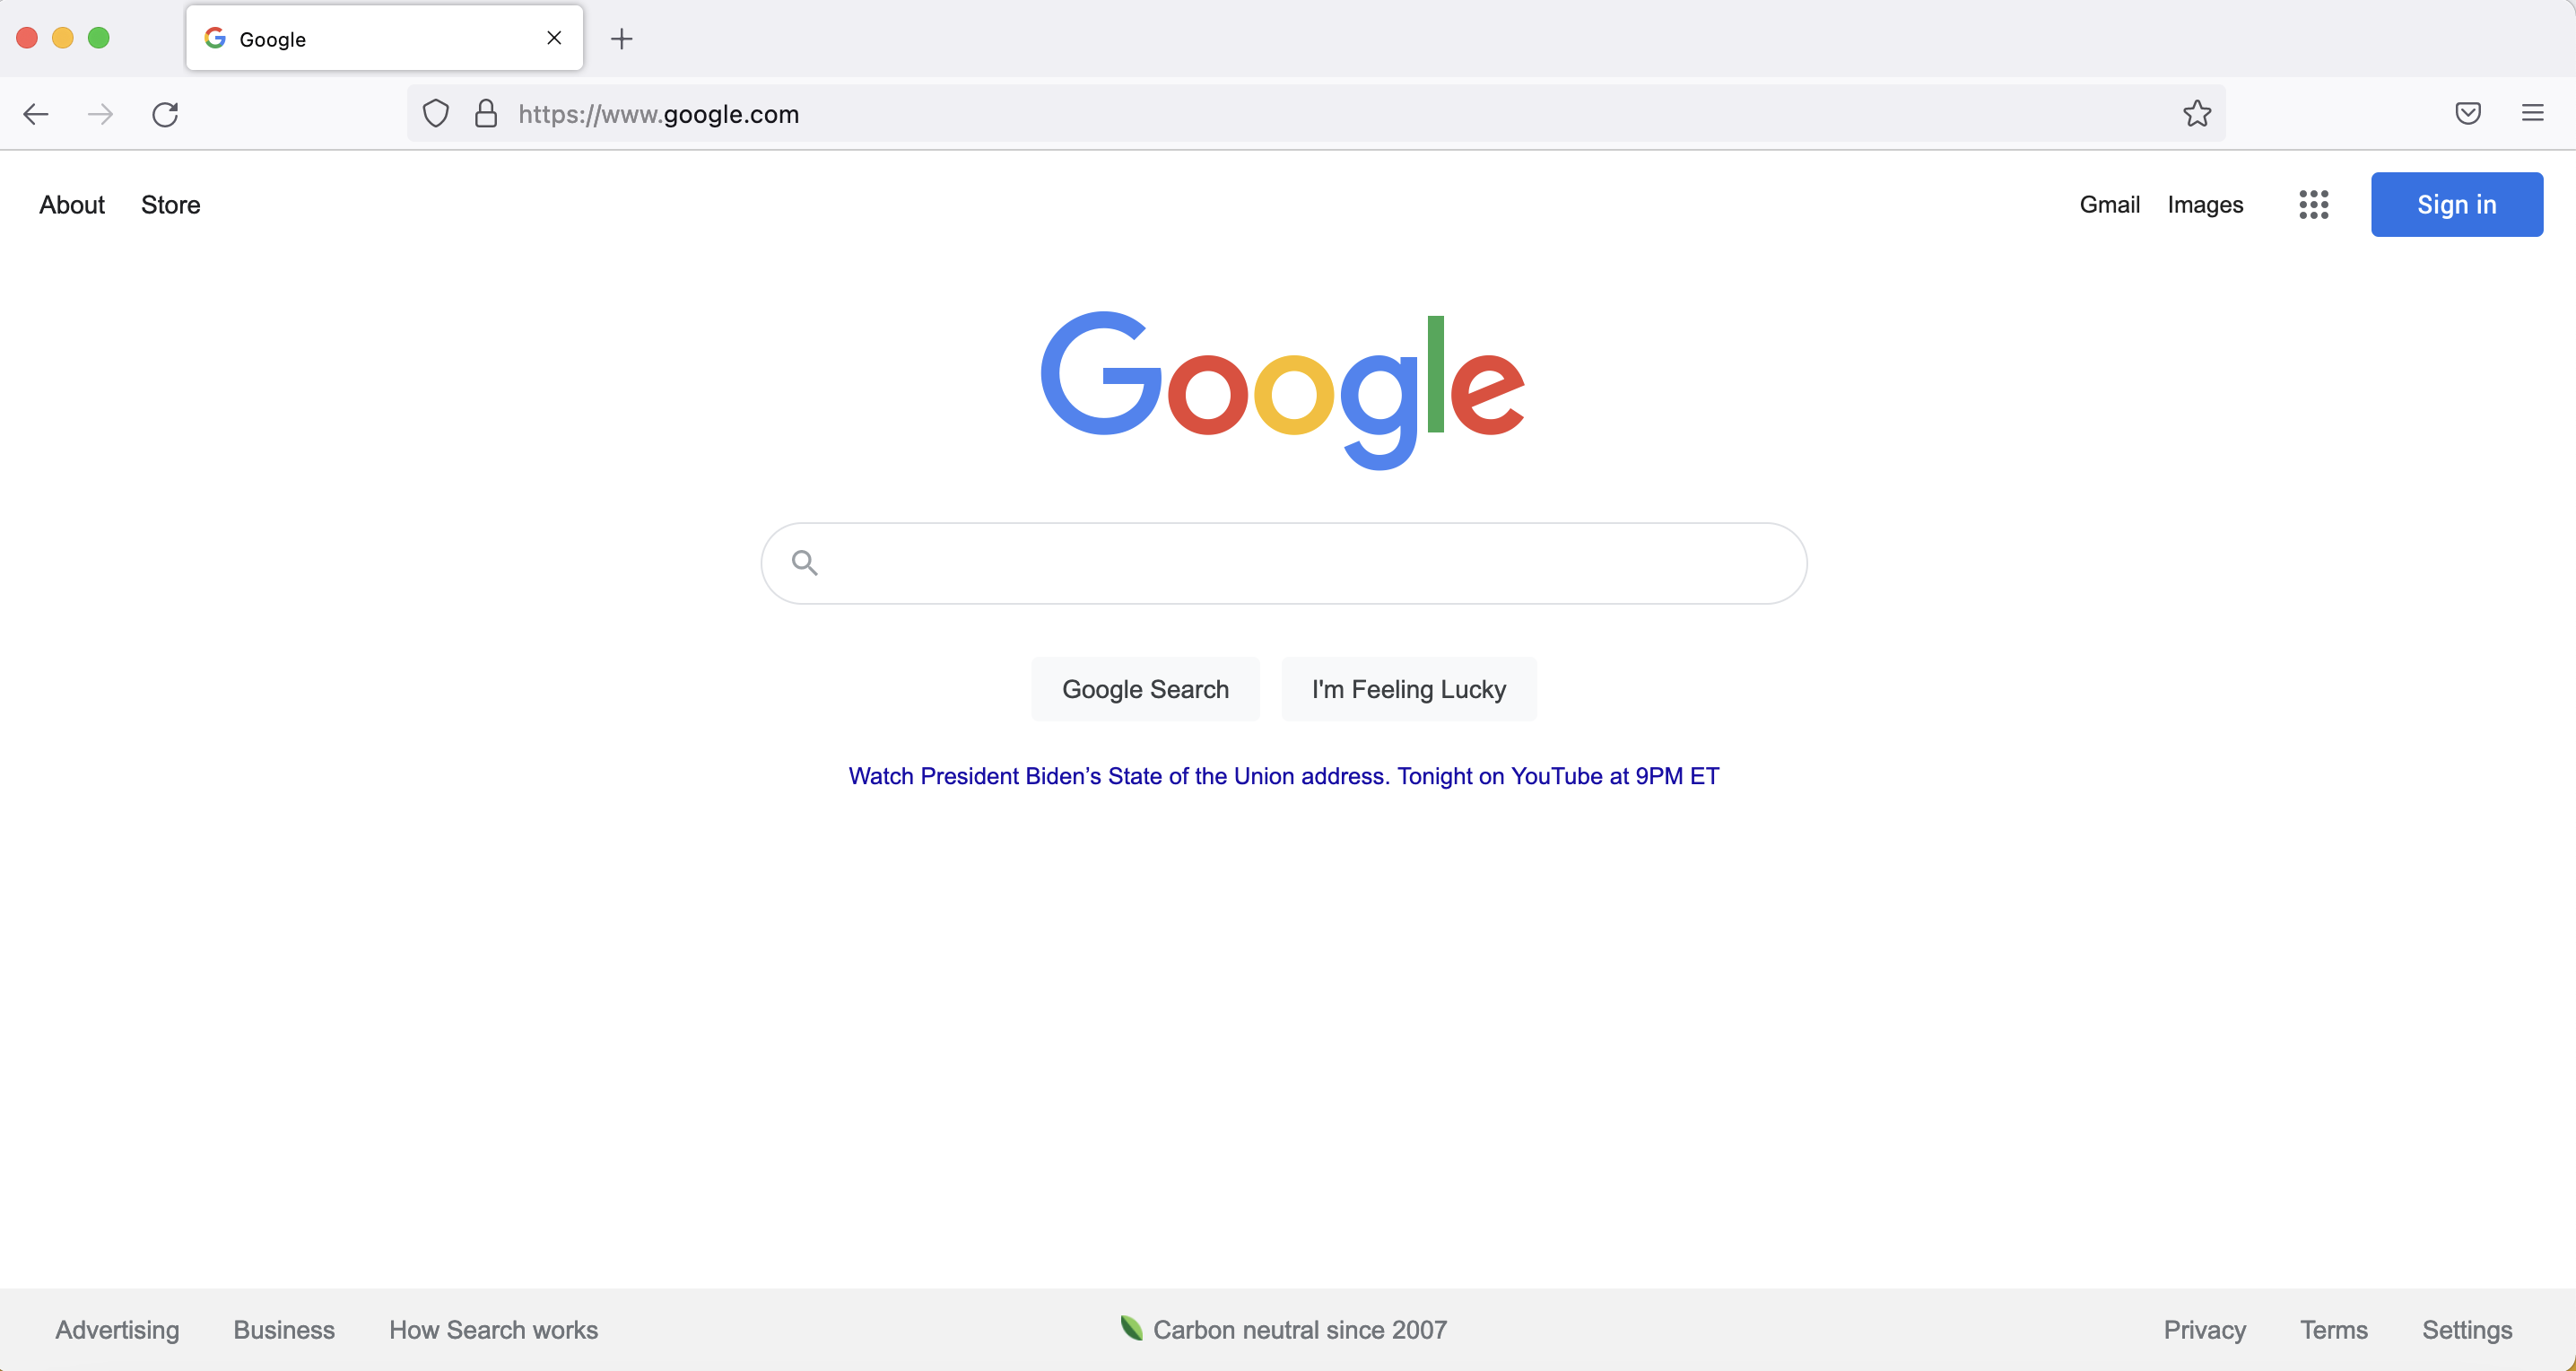 Google
https://www.google.com
About Store Gmail Images Sign in
Google
Google Search I'm Feeling Lucky
Watch President Biden’s State of the Union address. Tonight on YouTube at 9PM ET
Advertising Business How Search works Carbon neutral since 2007 Privacy Terms Settings